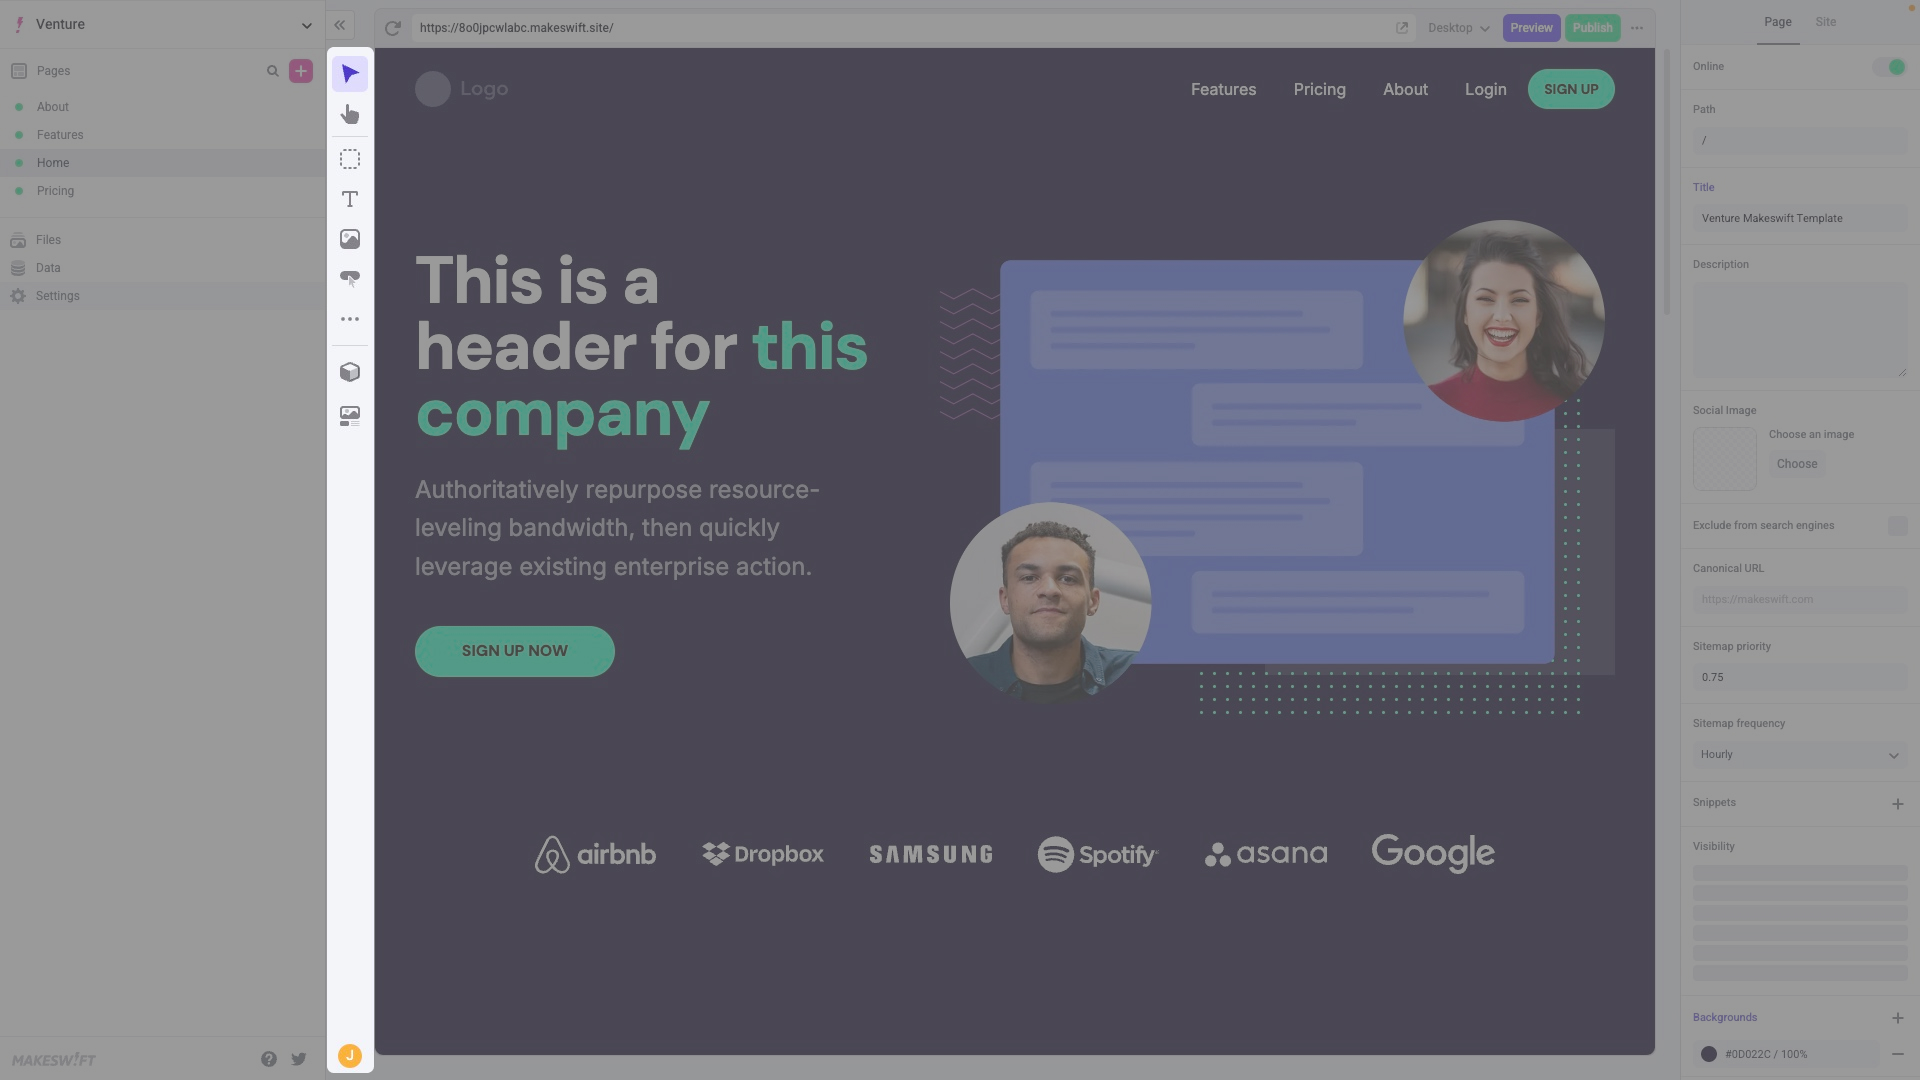 Venture
https://8o0jpcwlabc.makeswift.site/
Desktop
Preview
Publish
Page
Site
Pages
About
Features
Home
Pricing
Files
Data
Settings
MAKESWIFT
J
Logo
Features
Pricing
About
Login
SIGN UP
This is a
header for this
company
Authoritatively repurpose resource-
leveling bandwidth, then quickly
leverage existing enterprise action.
SIGN UP NOW
airbnb
Dropbox
SAMSUNG
Spotify
asana
Google
Online
Path
/
Title
Venture Makeswift Template
Description
Social Image
Choose an image
Choose
Exclude from search engines
Canonical URL
https://makeswift.com
Sitemap priority
0.75
Sitemap frequency
Hourly
Snippets
Visibility
Backgrounds
#0D022C / 100%